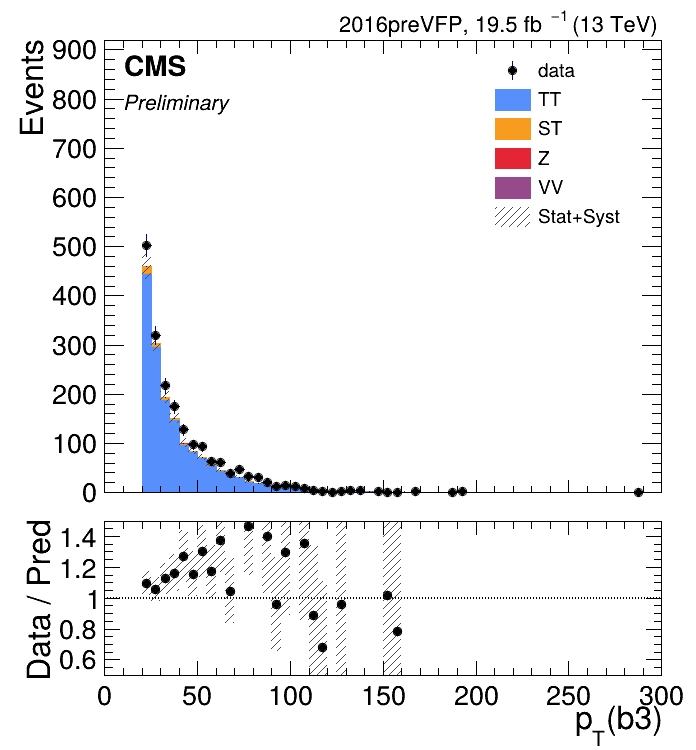 2016preVFP, 19.5 fb ⁻¹ (13 TeV)
Events
900
800
700
600
500
400
300
200
100
0
CMS
Preliminary
data
TT
ST
Z
VV
Stat+Syst
Data / Pred
1.4
1.2
1
0.8
0.6
0 50 100 150 200 250 300
p_T(b3)